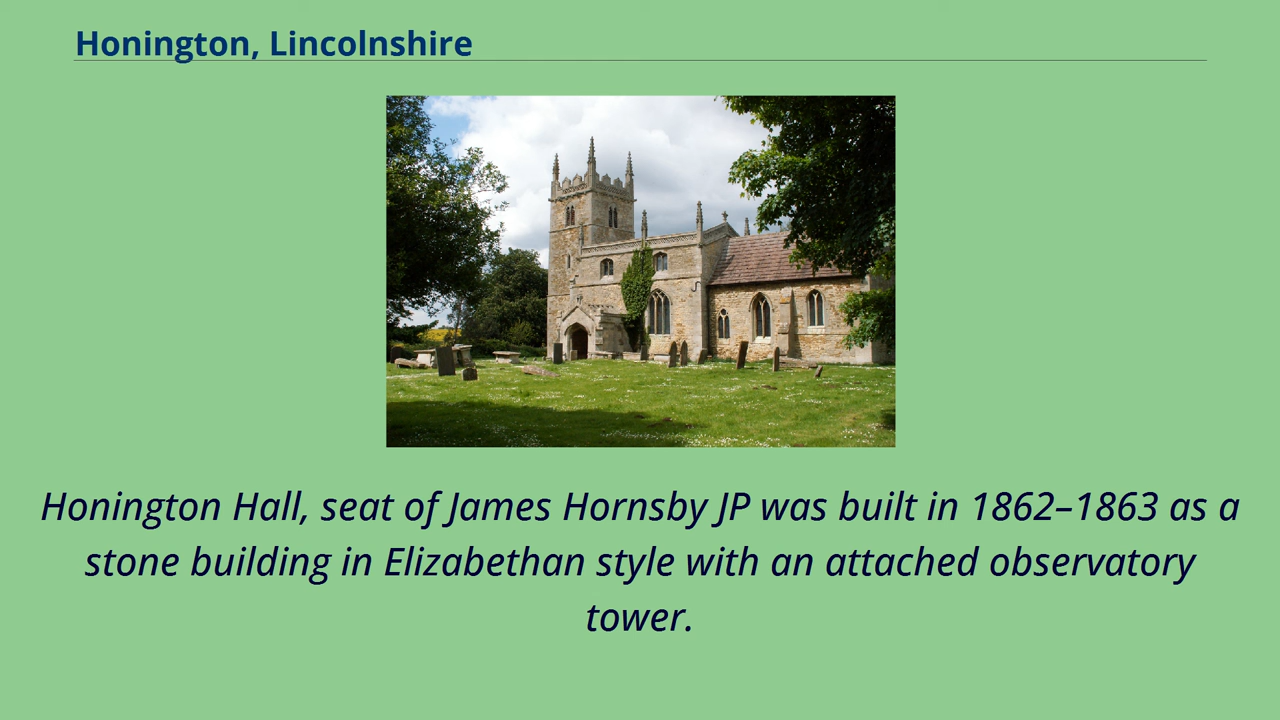 Honington, Lincolnshire
Honington Hall, seat of James Hornsby JP was built in 1862–1863 as a
stone building in Elizabethan style with an attached observatory
tower.